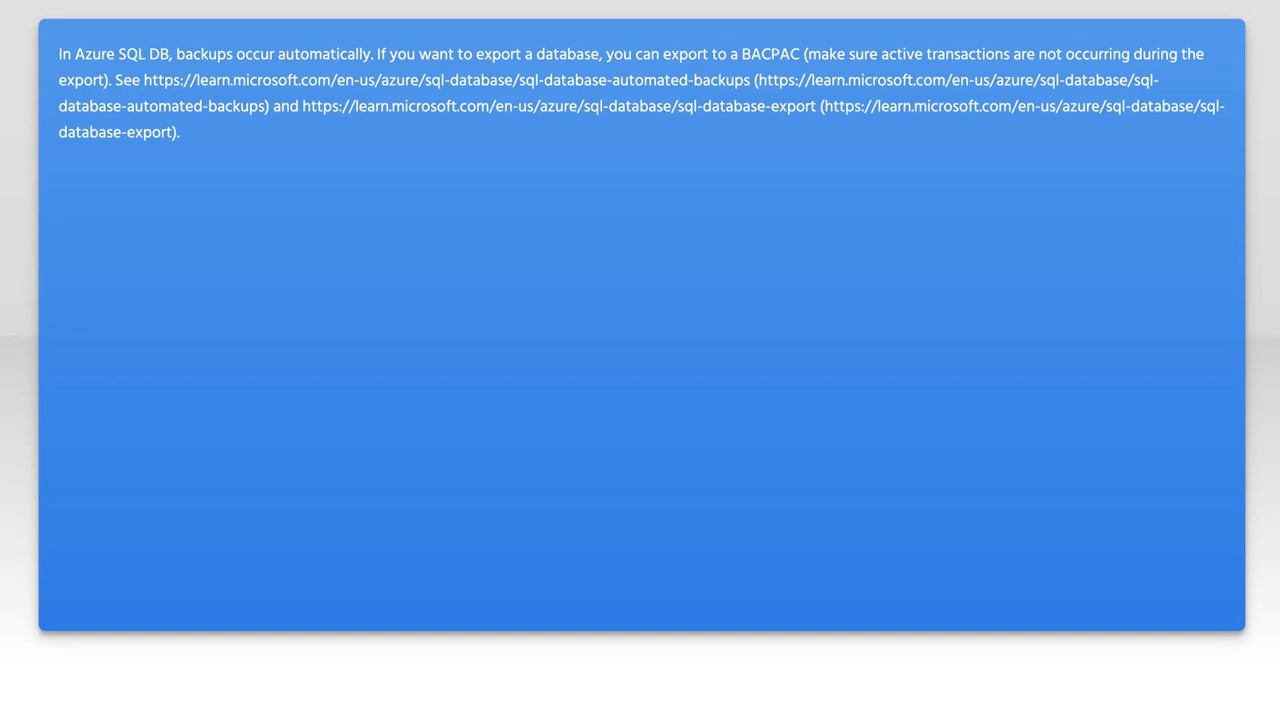 In Azure SQL DB, backups occur automatically. If you want to export a database, you can export to a BACPAC (make sure active transactions are not occurring during the
export). See https://learn.microsoft.com/en-us/azure/sql-database/sql-database-automated-backups (https://learn.microsoft.com/en-us/azure/sql-database/sql-
database-automated-backups) and https://learn.microsoft.com/en-us/azure/sql-database/sql-database-export (https://learn.microsoft.com/en-us/azure/sql-database/sql-
database-export).